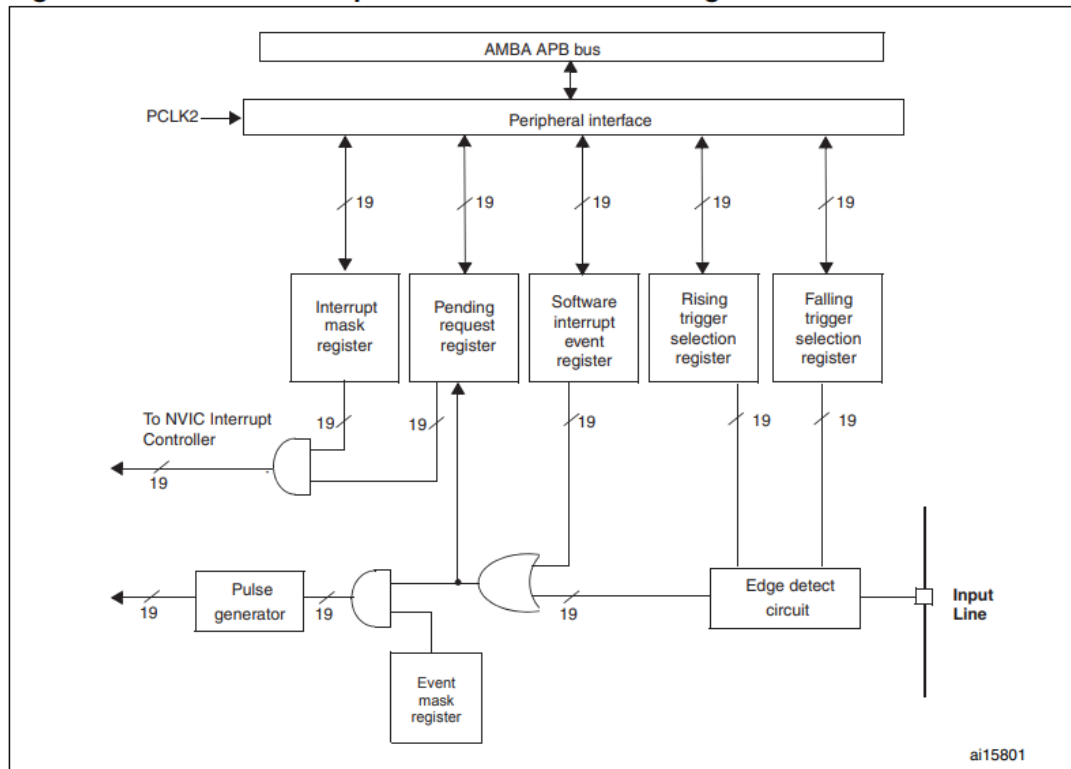 AMBA APB bus
PCLK2
Peripheral interface
19
19
19
19
19
Interrupt
mask
register
Pending
request
register
Software
interrupt
event
register
Rising
trigger
selection
register
Falling
trigger
selection
register
To NVIC Interrupt
Controller
19
19
19
19
19
19
Pulse
generator
19
19
19
Edge detect
circuit
Input
Line
Event
mask
register
ai15801